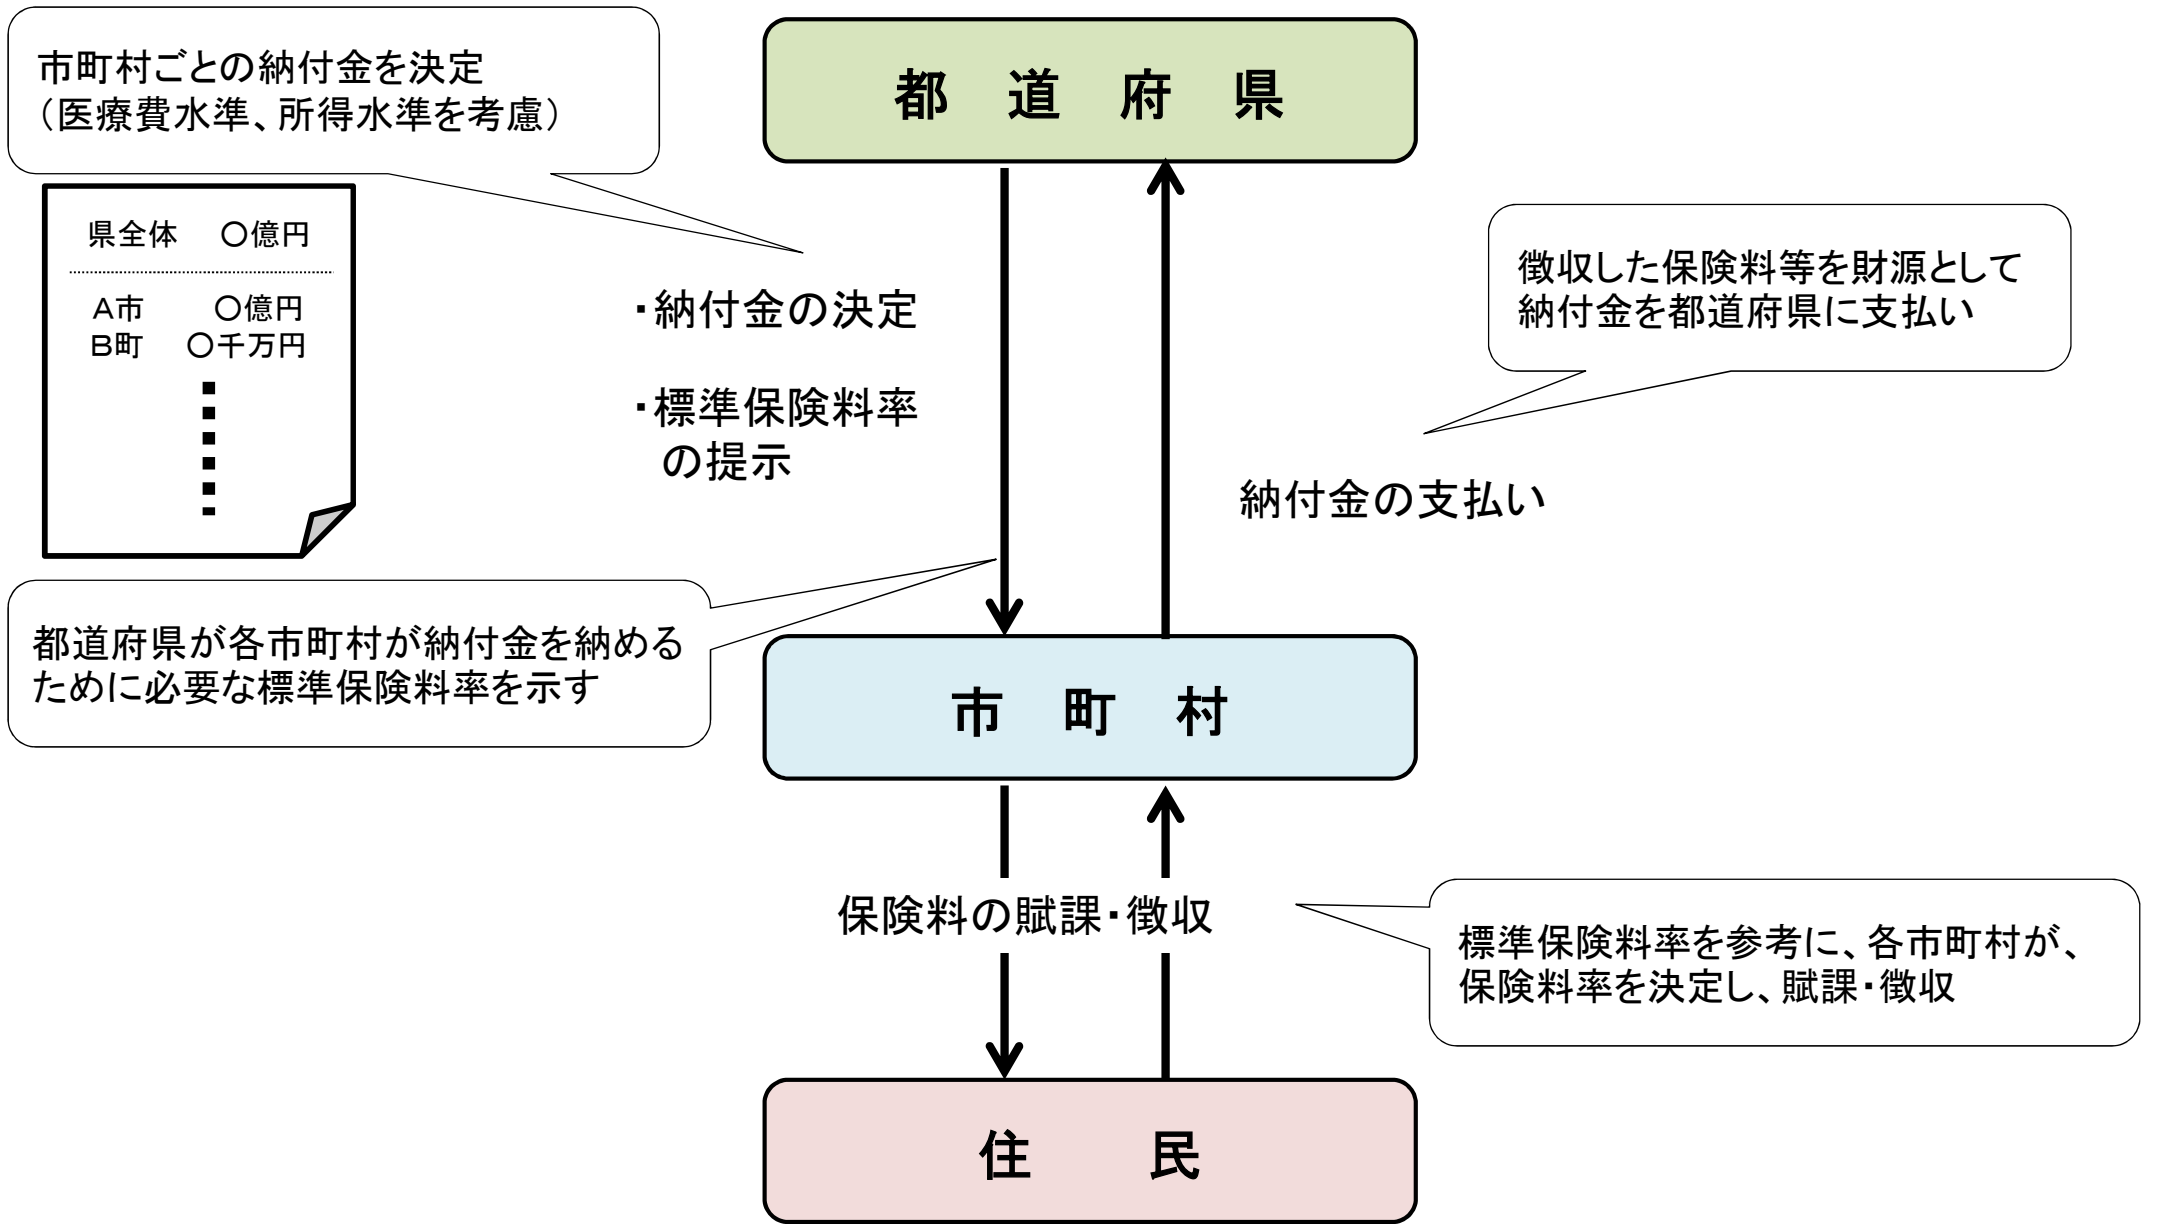 市町村ごとの納付金を決定
（医療費水準、所得水準を考慮）
都　道　府　県
県全体　〇億円
A市　〇億円
B町　〇千万円
・納付金の決定
・標準保険料率
の提示
徴収した保険料等を財源として
納付金を都道府県に支払い
納付金の支払い
都道府県が各市町村が納付金を納める
ために必要な標準保険料率を示す
市　町　村
保険料の賦課・徴収
標準保険料率を参考に、各市町村が、
保険料率を決定し、賦課・徴収
住　民